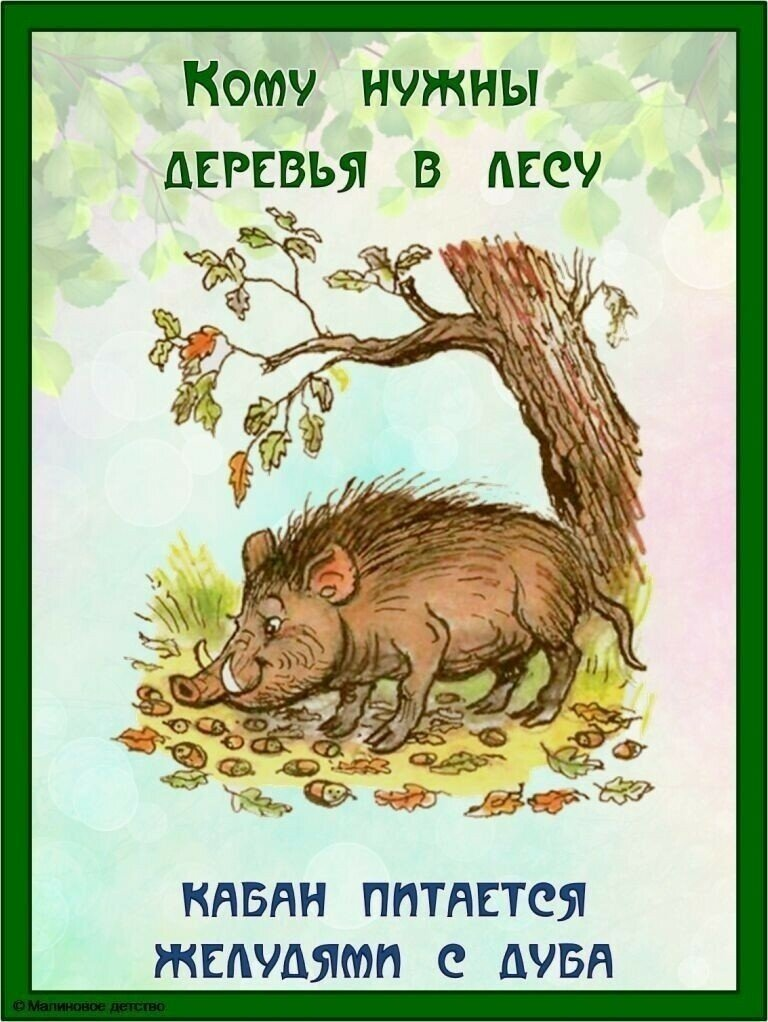 Кому нужны
деревья в лесу
кабан питается
желудями с дуба
© Малиновое детство